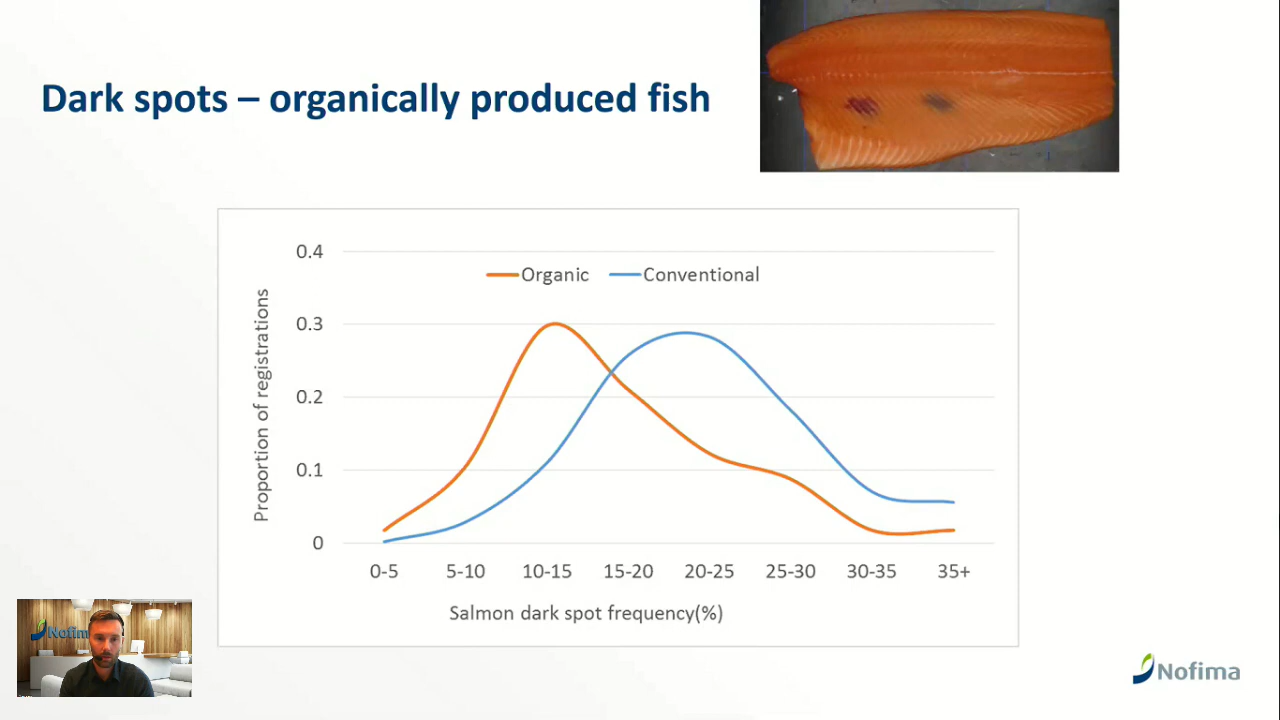 Dark spots – organically produced fish
0.4
Organic
Conventional
0.3
0.2
0.1
0
Proportion of registrations
0-5
5-10
10-15
15-20
20-25
25-30
30-35
35+
Salmon dark spot frequency(%)
Nofima
Nofima